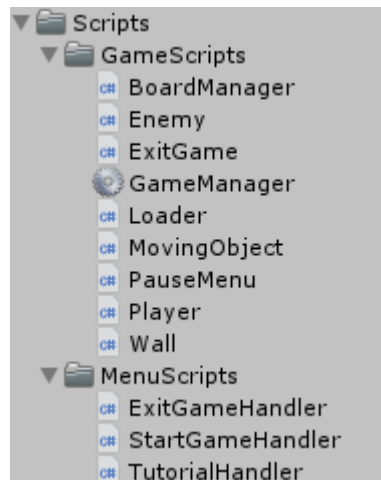 Scripts
GameScripts
C# BoardManager
C# Enemy
C# ExitGame
GameManager
C# Loader
C# MovingObject
C# PauseMenu
C# Player
C# Wall
MenuScripts
C# ExitGameHandler
C# StartGameHandler
C# TutorialHandler